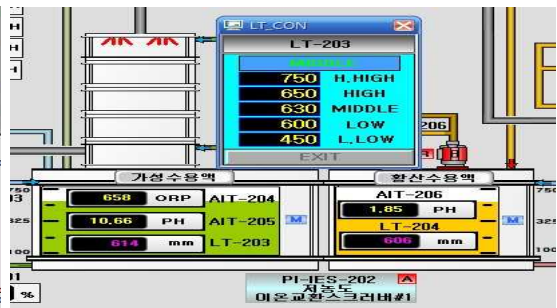 LT_CON
LT-203
MIDDLE
750 H.HIGH
650 HIGH
630 MIDDLE
600 LOW
450 L.LOW
EXIT
206
가성수용액
황산수용액
750
658 ORP AIT-204
10.66 PH AIT-205 M
614 mm LT-203
325
100
AIT-206
1.85 PH
LT-204
606 mm
M
750
325
100
%
PI-IES-202 A
저농도
이온교환스크러버#1